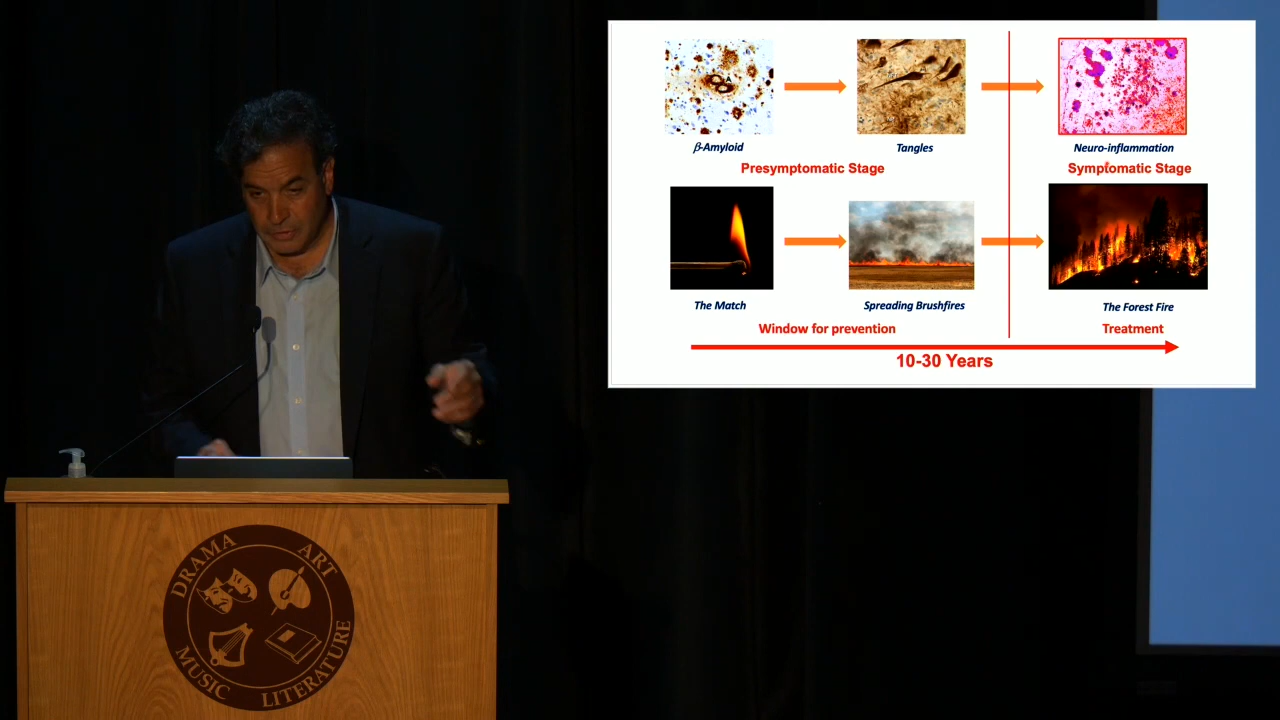 β-Amyloid
Tangles
Neuro-inflammation
Presymptomatic Stage
Symptomatic Stage
The Match
Spreading Brushfires
The Forest Fire
Window for prevention
Treatment
10-30 Years
DRAMA
ART
MUSIC
LITERATURE